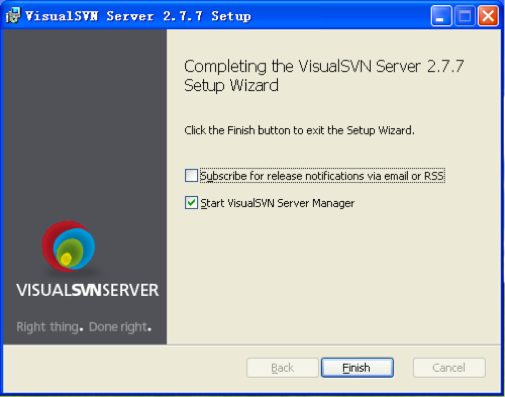 VisualSVN Server 2.7.7 Setup
Completing the VisualSVN Server 2.7.7
Setup Wizard
Click the Finish button to exit the Setup Wizard.
Subscribe for release notifications via email or RSS
Start VisualSVN Server Manager
VISUALSVNSERVER
Right thing. Done right.
Back Finish Cancel